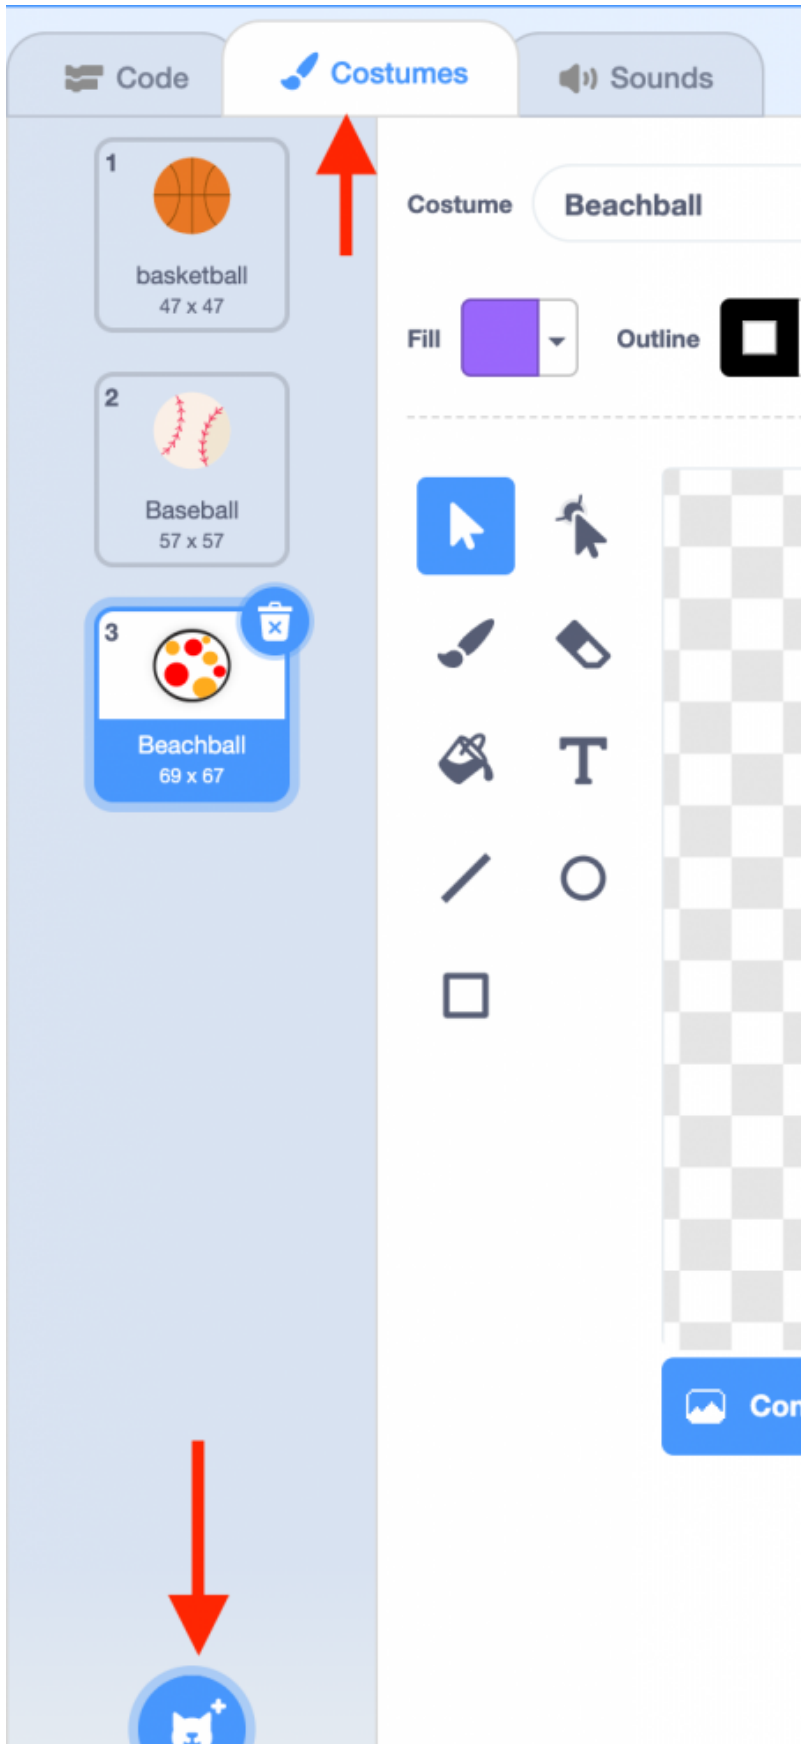 Code
Costumes
Sounds
1
basketball
47 x 47
2
Baseball
57 x 57
3
Beachball
69 x 67
Costume
Beachball
Fill
Outline
T